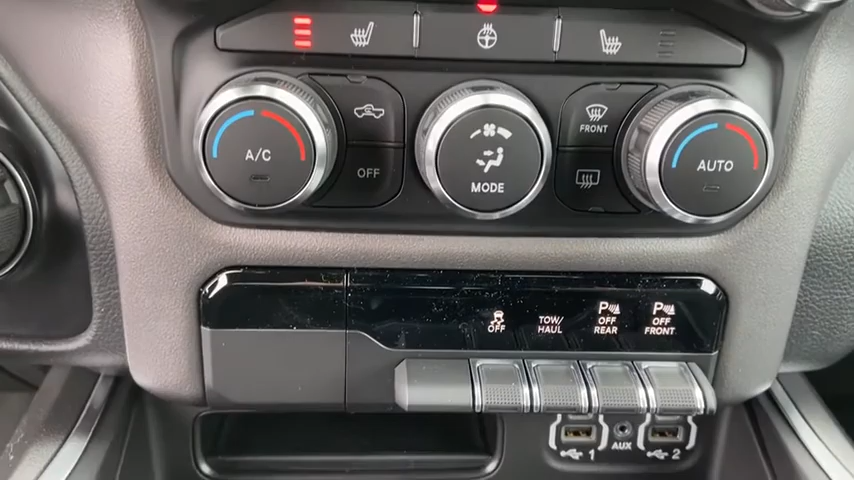 A/C
OFF
MODE
FRONT
AUTO
OFF
TOW/
HAUL
P
OFF
REAR
P
OFF
FRONT
1
AUX
2